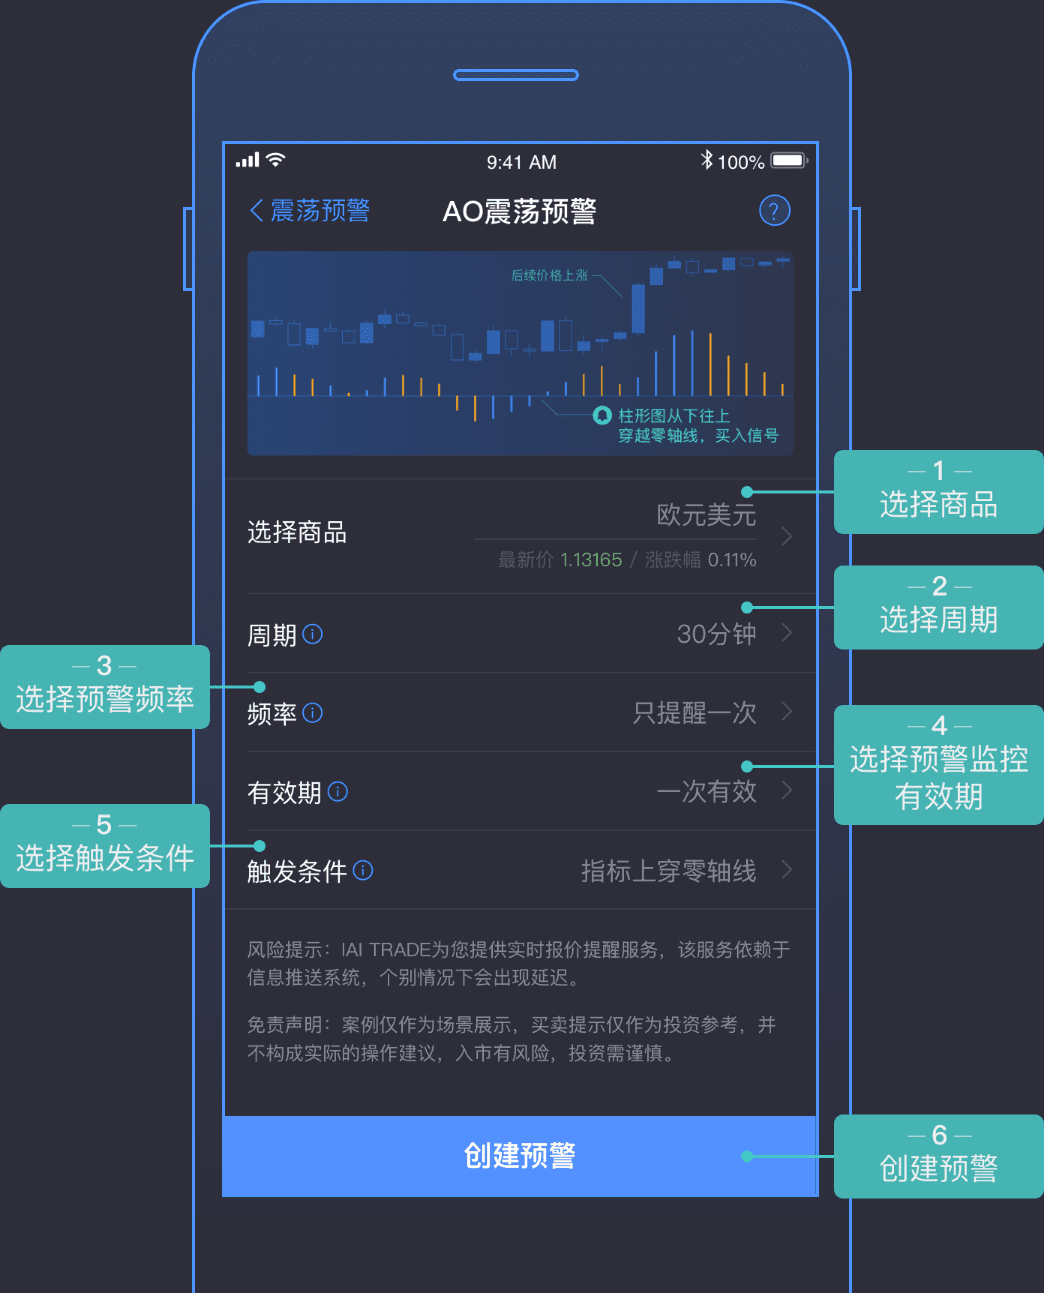 9:41 AM
100%
震荡预警
AO震荡预警
?
后续价格上涨
柱形图从下往上
穿越零轴线，买入信号
— 1 —
选择商品
选择商品
欧元美元
最新价 1.13165 / 涨跌幅 0.11%
— 2 —
选择周期
周期
30分钟
— 3 —
选择预警频率
频率
只提醒一次
— 4 —
选择预警监控
有效期
有效期
一次有效
— 5 —
选择触发条件
触发条件
指标上穿零轴线
风险提示：IAI TRADE为您提供实时报价提醒服务，该服务依赖于
信息推送系统，个别情况下会出现延迟。
免责声明：案例仅作为场景展示，买卖提示仅作为投资参考，并
不构成实际的操作建议，入市有风险，投资需谨慎。
创建预警
— 6 —
创建预警